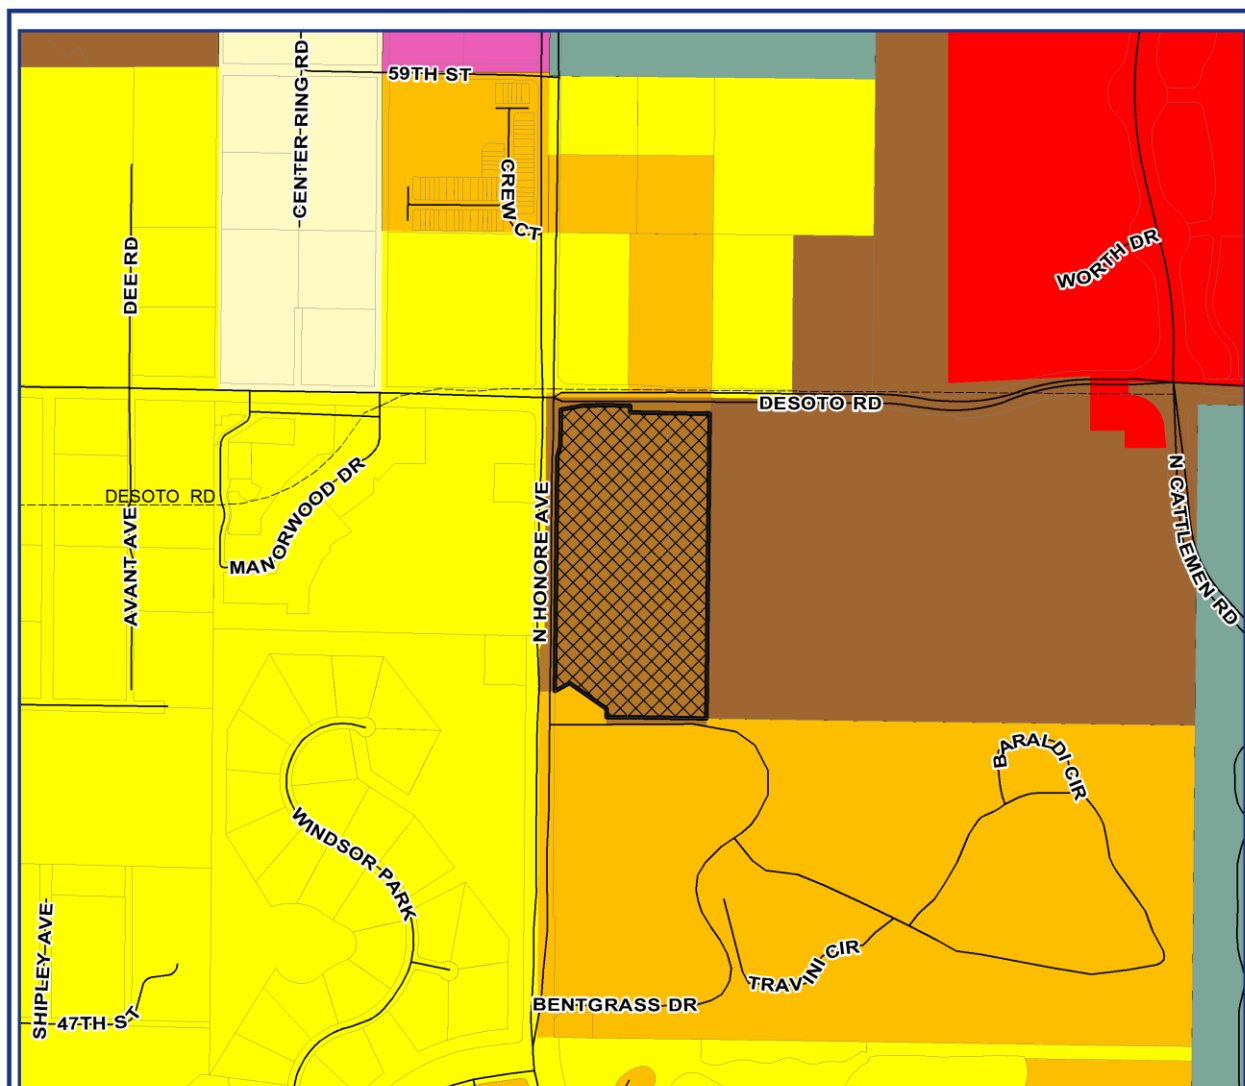 59TH ST
CENTER RING RD
CREW CT
DEE RD
WORTH DR
DESOTO RD
MANORWOOD DR
DESOTO RD
AVANT AVE
N HONORE AVE
N CATTLEMEN RD
BARALDI CIR
WINDSOR PARK
SHIPLEY AVE
TRAVINI CIR
BENTGRASS DR
47TH ST